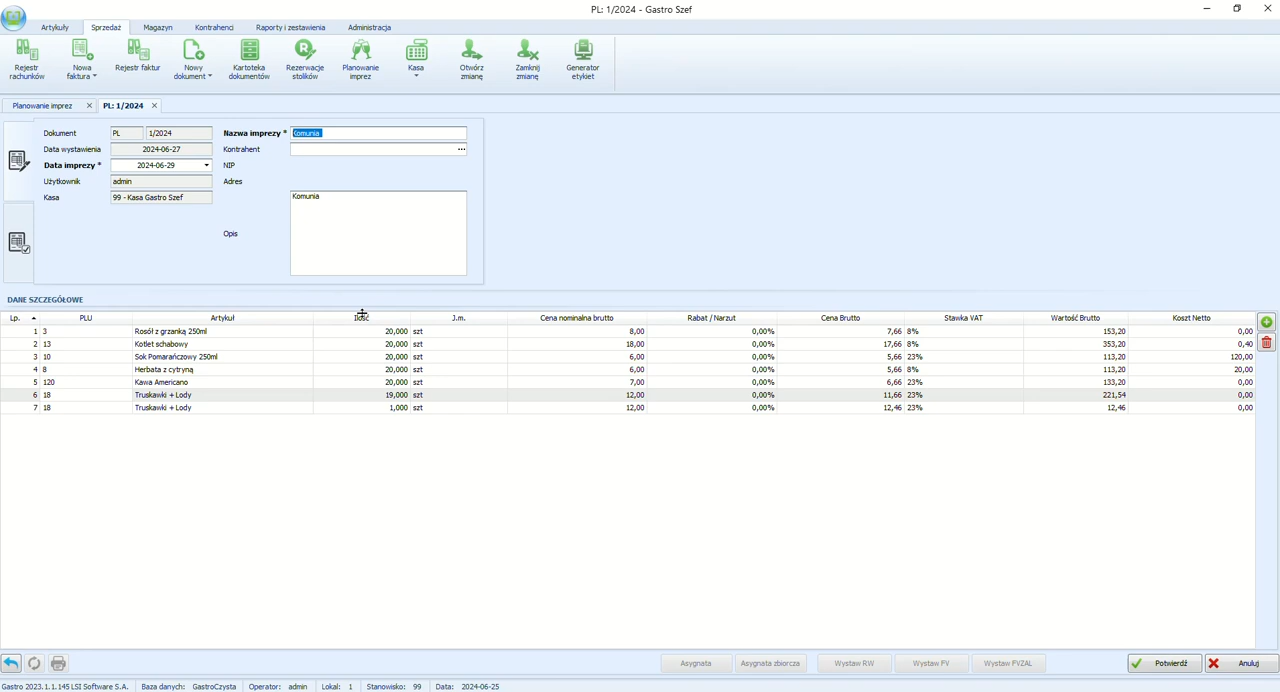 PL: 1/2024 - Gastro Szef
Artykuły Sprzedaż Magazyn Kontrahenci Raporty i zestawienia Administracja
Rejestr rachunków
Nowa faktura
Rejestr faktur
Nowy dokument
Kartoteka dokumentów
Rezerwacje stolików
Planowanie imprez
Kasa
Otwórz zmianę
Zamknij zmianę
Generator etykiet
Planowanie imprez PL: 1/2024
Dokument PL 1/2024 Nazwa imprezy * Komunia
Data wystawienia 2024-06-27 Kontrahent
Data imprezy * 2024-06-29 NIP
Użytkownik admin Adres
Kasa 99 - Kasa Gastro Szef Komunia
Opis
DANE SZCZEGÓŁOWE
Lp. PLU Artykuł Ilość J.m. Cena nominalna brutto Rabat / Narzut Cena Brutto Stawka VAT Wartość Brutto Koszt Netto
1 3 Rosół z grzanką 250ml 20,000 szt 8,00 0,00% 7,66 8% 153,20 0,00
2 13 Kotlet schabowy 20,000 szt 18,00 0,00% 17,66 8% 353,20 0,40
3 10 Sok Pomarańczowy 250ml 20,000 szt 6,00 0,00% 5,66 23% 113,20 120,00
4 8 Herbata z cytryną 20,000 szt 6,00 0,00% 5,66 8% 113,20 20,00
5 120 Kawa Americano 20,000 szt 7,00 0,00% 6,66 23% 133,20 0,00
6 18 Truskawki + Lody 19,000 szt 12,00 0,00% 11,66 23% 221,54 0,00
7 18 Truskawki + Lody 1,000 szt 12,00 0,00% 12,46 23% 12,46 0,00
Asygnata Asygnata zbiorcza Wystaw RW Wystaw FV Wystaw FVZAL Potwierdź Anuluj
Gastro 2023.1.1.145 LSI Software S.A. Baza danych: GastroCzysta Operator: admin Lokal: 1 Stanowisko: 99 Data: 2024-06-25